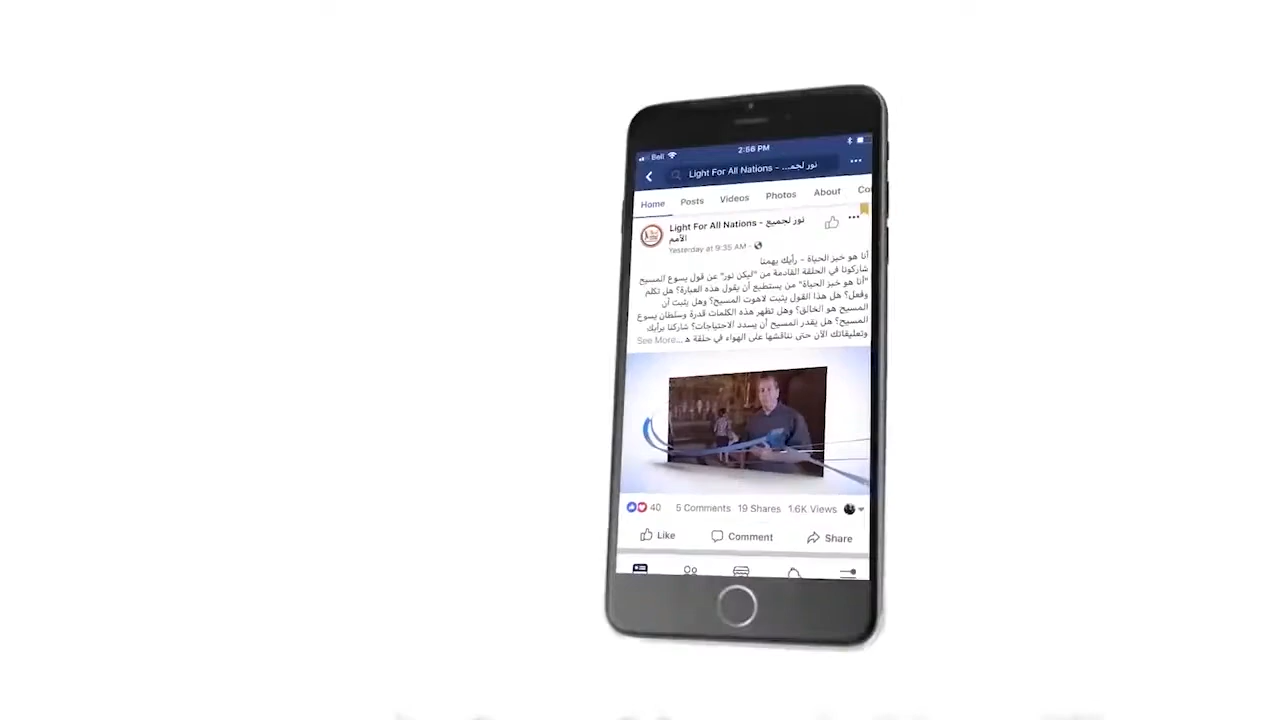 Bell
2:56 PM
Light For All Nations - نور لجمي...
Home Posts Videos Photos About Co
Light For All Nations - نور لجميع
الأمم
Yesterday at 9:35 AM
أنا هو خبز الحياة - رأيك يهمنا
شاركونا في الحلقة القادمة من "ليكن نور" عن قول يسوع المسيح
"أنا هو خبز الحياة" من يستطيع أن يقول هذه العبارة؟ هل تكلم
وفعل؟ هل هذا القول يثبت لاهوت المسيح؟ وهل يثبت أن
المسيح هو الخالق؟ وهل تظهر هذه الكلمات قدرة وسلطان يسوع
المسيح؟ هل يقدر المسيح أن يسدد الاحتياجات؟ شاركنا برأيك
وتعليقاتك الآن حتى نناقشها على الهواء في حلقة ه... See More
40 5 Comments 19 Shares 1.6K Views
Like Comment Share